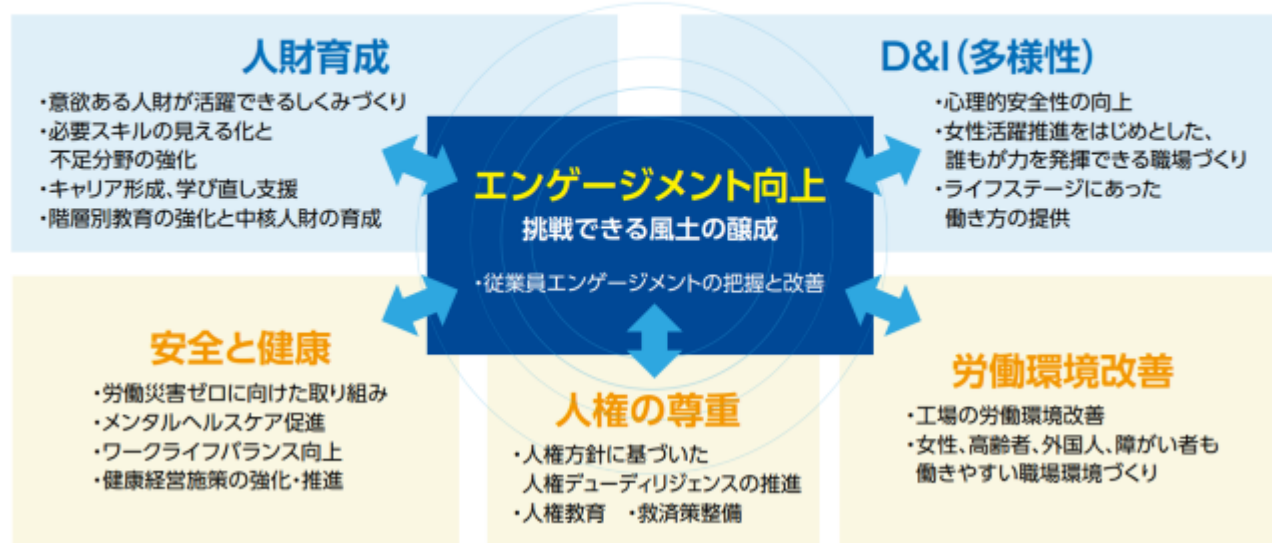 人財育成
・意欲ある人財が活躍できるしくみづくり
・必要スキルの見える化と
不足分野の強化
・キャリア形成、学び直し支援
・階層別教育の強化と中核人財の育成
D&I(多様性)
・心理的安全性の向上
・女性活躍推進をはじめとした、
誰もが力を発揮できる職場づくり
・ライフステージにあった
働き方の提供
エンゲージメント向上
挑戦できる風土の醸成
・従業員エンゲージメントの把握と改善
安全と健康
・労働災害ゼロに向けた取り組み
・メンタルヘルスケア促進
・ワークライフバランス向上
・健康経営施策の強化・推進
人権の尊重
・人権方針に基づいた
人権デューディリジェンスの推進
・人権教育 ・救済策整備
労働環境改善
・工場の労働環境改善
・女性、高齢者、外国人、障がい者も
働きやすい職場環境づくり